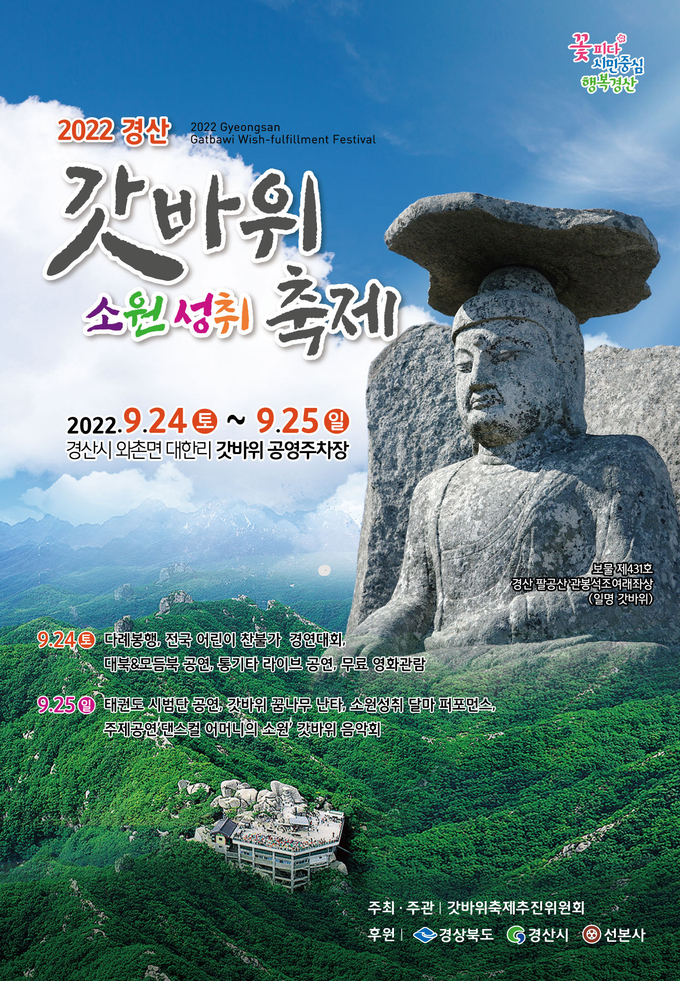 꽃피다
시민중심
행복경산
2022 경산
2022 Gyeongsan
Gatbawi Wish-fulfillment Festival
갓바위
소원성취 축제
2022.9.24 토 ~ 9.25 일
경산시 와촌면 대한리 갓바위 공영주차장
보물 제431호
경산 팔공산 관봉석조여래좌상
(일명 갓바위)
9.24 토 다례봉행, 전국 어린이 찬불가 경연대회,
대북&모듬북 공연, 통기타 라이브 공연, 무료 영화관람
9.25 일 태권도 시범단 공연, 갓바위 꿈나무 난타, 소원성취 달마 퍼포먼스,
주제공연'댄스컬 어머니의 소원' 갓바위 음악회
주최 · 주관 | 갓바위축제추진위원회
후원 | 경상북도 경산시 선본사